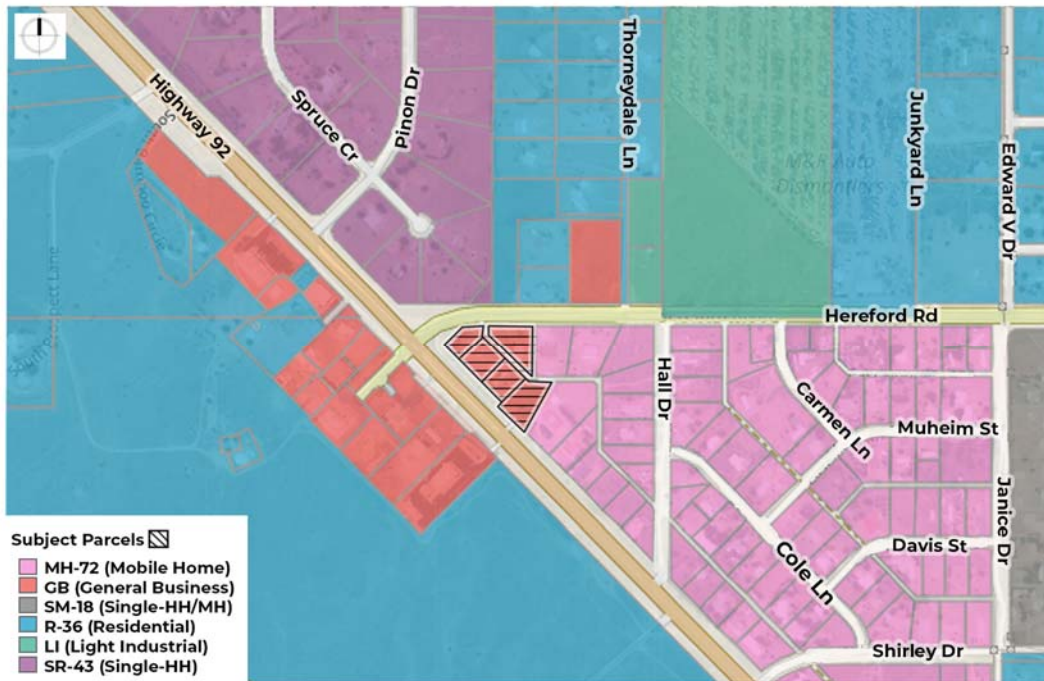 Highway 92
Spruce Cr
Pinon Dr
Thorneydale Ln
M&R Auto
Dismantlers
Junkyard Ln
Edward V Dr
Hereford Rd
Hall Dr
Carmen Ln
Muheim St
Janice Dr
Davis St
Cole Ln
Shirley Dr
Subject Parcels
MH-72 (Mobile Home)
GB (General Business)
SM-18 (Single-HH/MH)
R-36 (Residential)
LI (Light Industrial)
SR-43 (Single-HH)